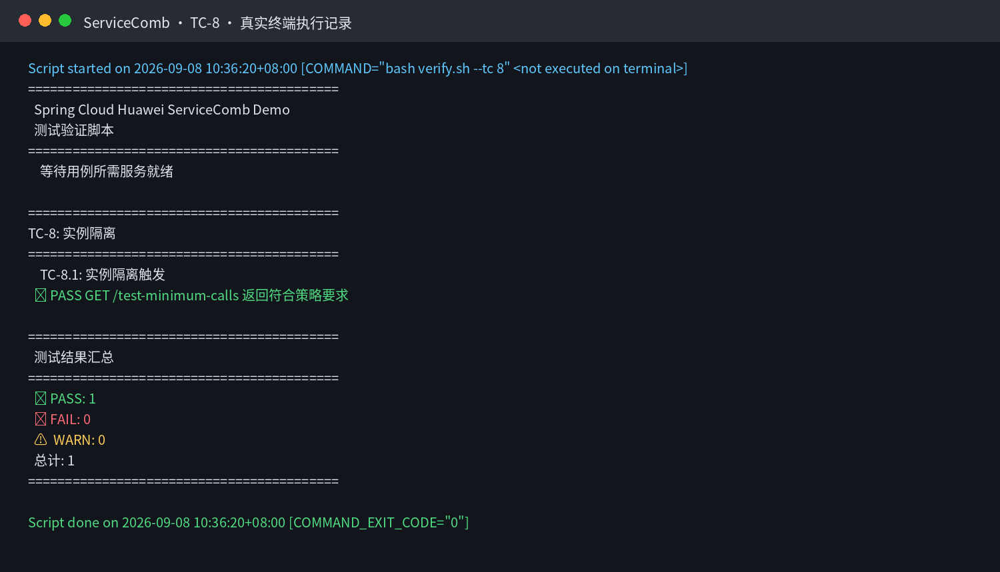 ServiceComb · TC-8 · 真实终端执行记录
Script started on 2026-09-08 10:36:20+08:00 [COMMAND="bash verify.sh --tc 8" <not executed on terminal>]
==========================================
Spring Cloud Huawei ServiceComb Demo
测试验证脚本
==========================================
等待用例所需服务就绪
==========================================
TC-8: 实例隔离
==========================================
TC-8.1: 实例隔离触发
PASS GET /test-minimum-calls 返回符合策略要求
==========================================
测试结果汇总
==========================================
PASS: 1
FAIL: 0
⚠ WARN: 0
总计: 1
==========================================
Script done on 2026-09-08 10:36:20+08:00 [COMMAND_EXIT_CODE="0"]